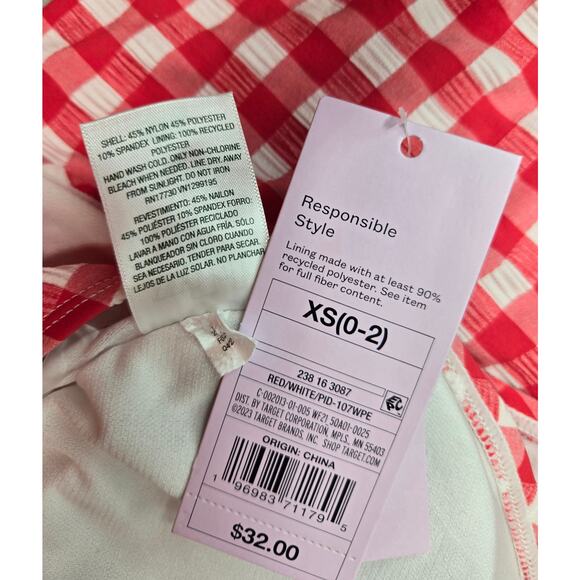 SHELL: 45% NYLON 45% POLYESTER
10% SPANDEX LINING: 100% RECYCLED
POLYESTER
HAND WASH COLD. ONLY NON-CHLORINE
BLEACH WHEN NEEDED. LINE DRY. AWAY
FROM SUNLIGHT. DO NOT IRON
RN17730 VN1299195
REVESTIMIENTO: 45% NAILON
45% POLIÉSTER 10% SPANDEX FORRO:
100% POLIÉSTER RECICLADO
LAVAR A MANO CON AGUA FRÍA. SÓLO
BLANQUEADOR SIN CLORO CUANDO
SEA NECESARIO. TENDER PARA SECAR.
LEJOS DE LA LUZ SOLAR. NO PLANCHAR
Responsible
Style
Lining made with at least 90%
recycled polyester. See item
for full fiber content.
XS(0-2)
238 16 3087
RED/WHITE/PID-107WPE
C-002013-01-005 WF21 50A01-0025
DIST. BY TARGET CORPORATION, MPLS, MN 55403
©2023 TARGET BRANDS, INC. SHOP TARGET.COM
ORIGIN: CHINA
1 96983 71179 5
$32.00